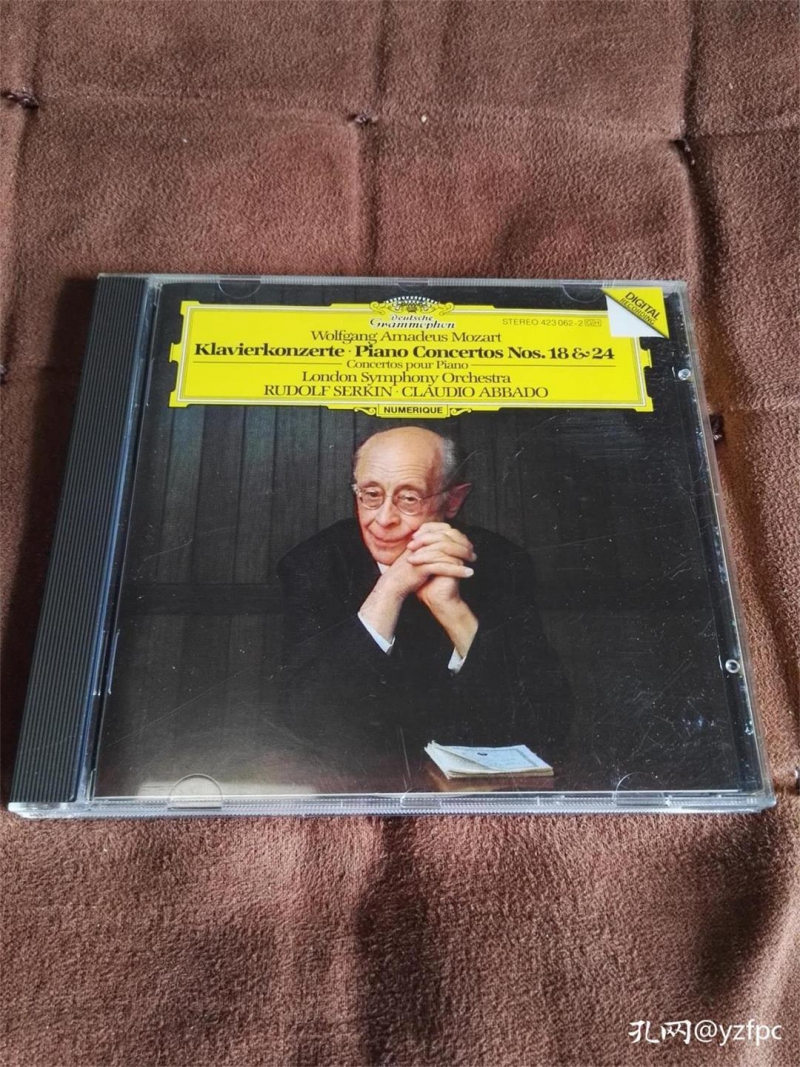 Deutsche
Grammophon
STEREO 423 062-2
DIGITAL
RECORDING
Wolfgang Amadeus Mozart
Klavierkonzerte · Piano Concertos Nos. 18 & 24
Concertos pour Piano
London Symphony Orchestra
RUDOLF SERKIN · CLAUDIO ABBADO
NUMERIQUE
孔网@yzfpc